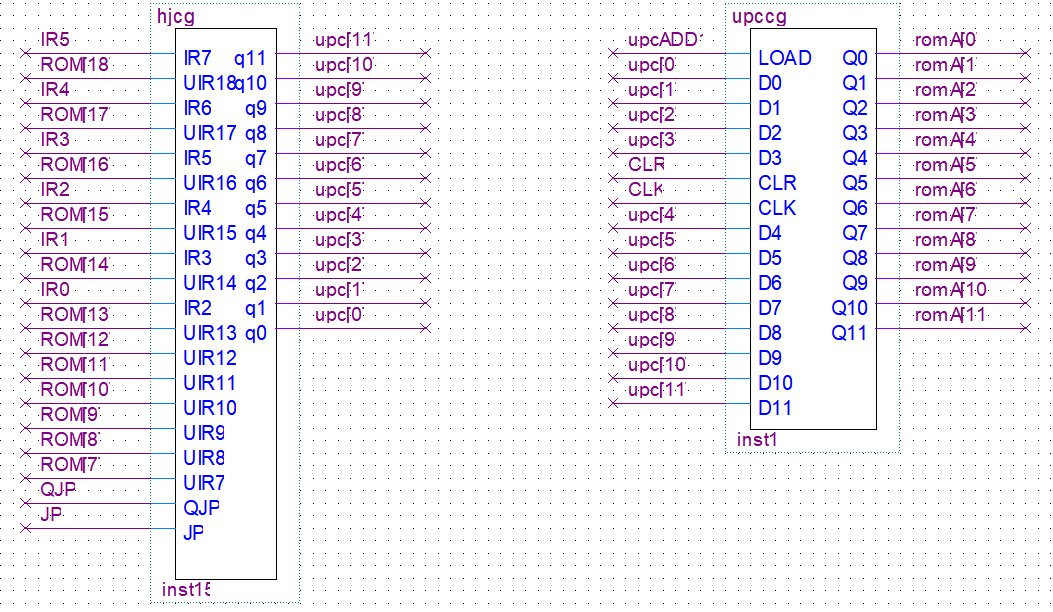 hjcg
IR5
IR7 q11
upc[11
ROM[18
UIR18 q10
upc[10
IR4
IR6 q9
upc[9
ROM[17
UIR17 q8
upc[8
IR3
IR5 q7
upc[7
ROM[16
UIR16 q6
upc[6
IR2
IR4 q5
upc[5
ROM[15
UIR15 q4
upc[4
IR1
IR3 q3
upc[3
ROM[14
UIR14 q2
upc[2
IR0
IR2 q1
upc[1
ROM[13
UIR13 q0
upc[0
ROM[12
UIR12
ROM[11
UIR11
ROM[10
UIR10
ROM[9
UIR9
ROM[8
UIR8
ROM[7
UIR7
QJP
QJP
JP
JP
inst15
upccg
upcADD1
LOAD Q0
romA[0
upc[0
D0 Q1
romA[1
upc[1
D1 Q2
romA[2
upc[2
D2 Q3
romA[3
upc[3
D3 Q4
romA[4
CLR
CLR Q5
romA[5
CLK
CLK Q6
romA[6
upc[4
D4 Q7
romA[7
upc[5
D5 Q8
romA[8
upc[6
D6 Q9
romA[9
upc[7
D7 Q10
romA[10
upc[8
D8 Q11
romA[11
upc[9
D9
upc[10
D10
upc[11
D11
inst1